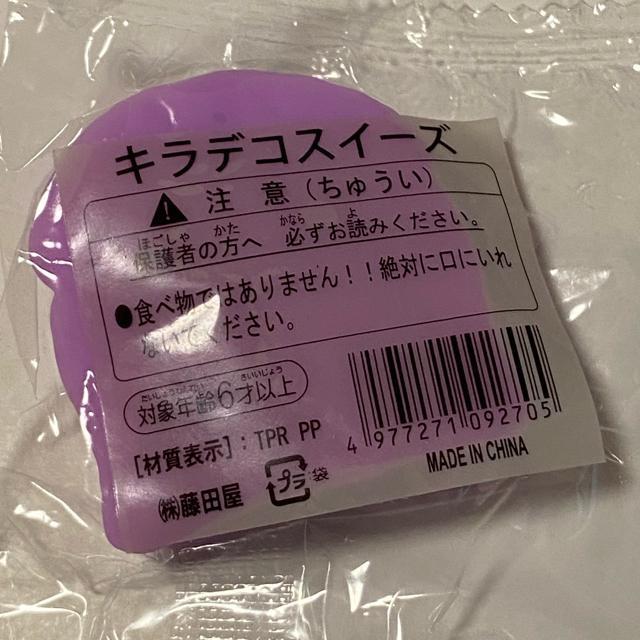 キラデコスイーズ
注意(ちゅうい)
ほごしゃ かた かなら よ
保護者の方へ 必ずお読みください。
●食べ物ではありません！！絶対に口にいれ
ないでください。
たいしょうねんれい さいいじょう
対象年齢6才以上
[材質表示]:TPR PP
4 977271 092705
MADE IN CHINA
㈱藤田屋
プラ 袋